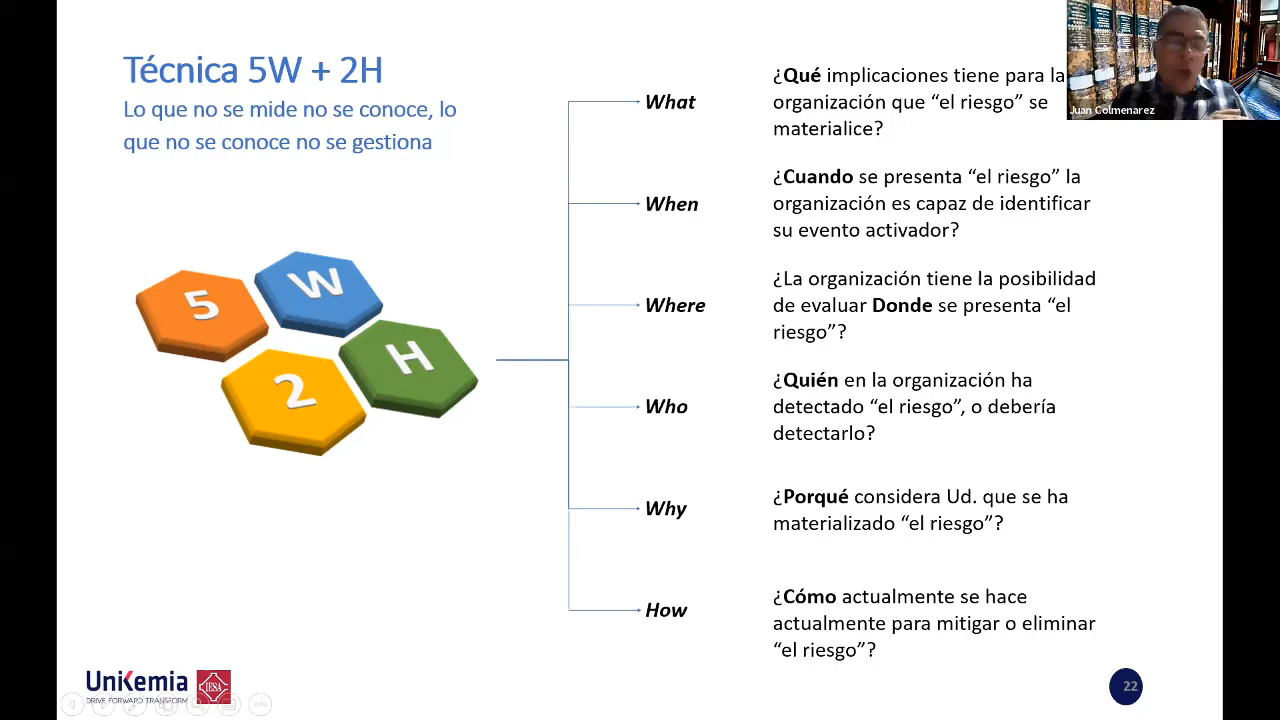 Técnica 5W + 2H
Lo que no se mide no se conoce, lo
que no se conoce no se gestiona
5
W
2
H
What
¿Qué implicaciones tiene para la
organización que “el riesgo” se
materialice?
When
¿Cuando se presenta “el riesgo” la
organización es capaz de identificar
su evento activador?
Where
¿La organización tiene la posibilidad
de evaluar Donde se presenta “el
riesgo”?
Who
¿Quién en la organización ha
detectado “el riesgo”, o debería
detectarlo?
Why
¿Porqué considera Ud. que se ha
materializado “el riesgo”?
How
¿Cómo actualmente se hace
actualmente para mitigar o eliminar
“el riesgo”?
Juan Colmenarez
UniKemia
DRIVE FORWARD TRANSFORM
IESA
22